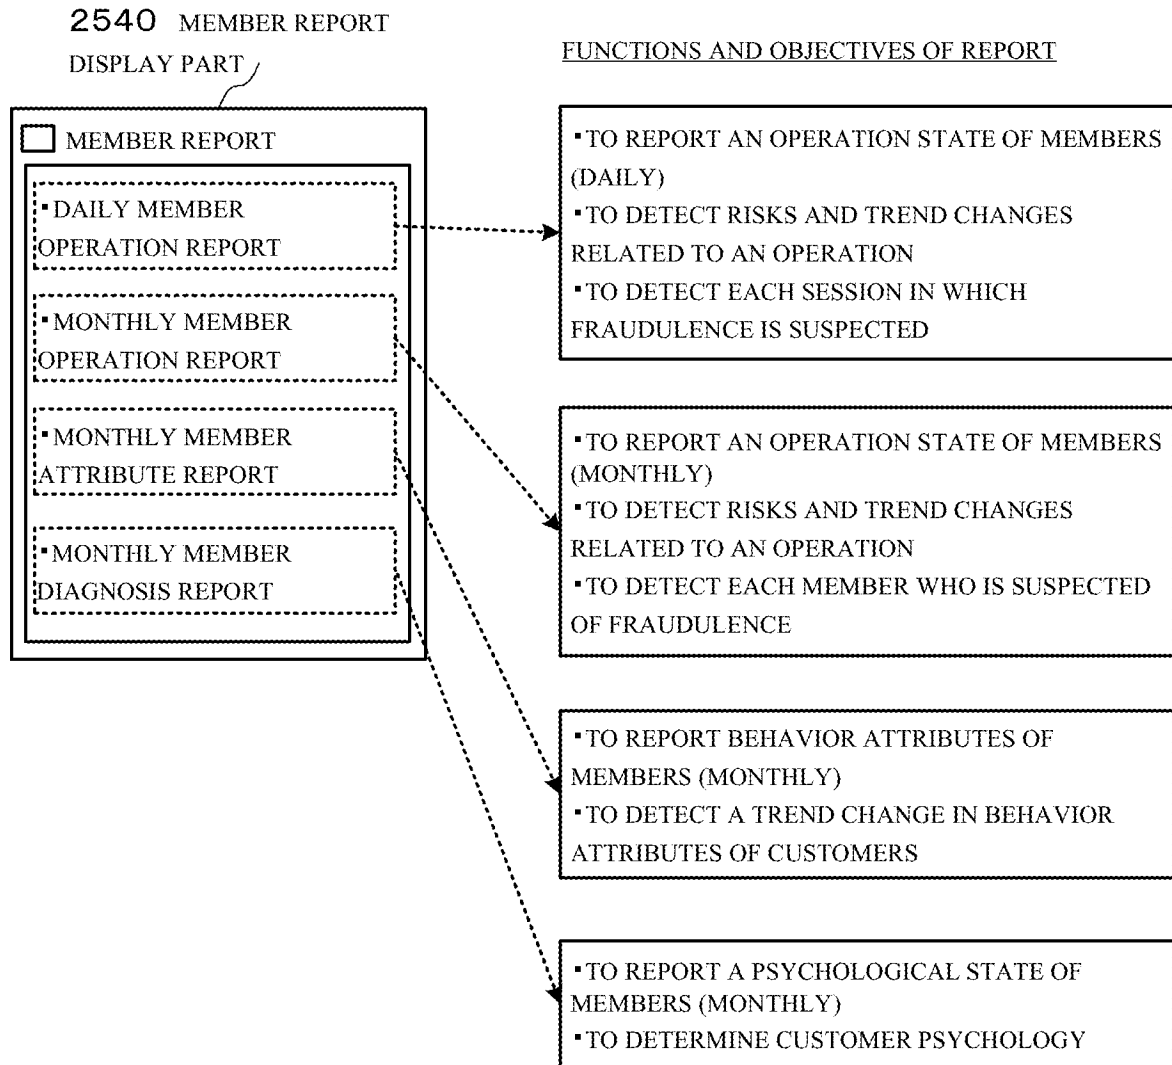 2540 MEMBER REPORT
DISPLAY PART
FUNCTIONS AND OBJECTIVES OF REPORT
MEMBER REPORT
▪DAILY MEMBER
OPERATION REPORT
▪MONTHLY MEMBER
OPERATION REPORT
▪MONTHLY MEMBER
ATTRIBUTE REPORT
▪MONTHLY MEMBER
DIAGNOSIS REPORT
▪TO REPORT AN OPERATION STATE OF MEMBERS
(DAILY)
▪TO DETECT RISKS AND TREND CHANGES
RELATED TO AN OPERATION
▪TO DETECT EACH SESSION IN WHICH
FRAUDULENCE IS SUSPECTED
▪TO REPORT AN OPERATION STATE OF MEMBERS
(MONTHLY)
▪TO DETECT RISKS AND TREND CHANGES
RELATED TO AN OPERATION
▪TO DETECT EACH MEMBER WHO IS SUSPECTED
OF FRAUDULENCE
▪TO REPORT BEHAVIOR ATTRIBUTES OF
MEMBERS (MONTHLY)
▪TO DETECT A TREND CHANGE IN BEHAVIOR
ATTRIBUTES OF CUSTOMERS
▪TO REPORT A PSYCHOLOGICAL STATE OF
MEMBERS (MONTHLY)
▪TO DETERMINE CUSTOMER PSYCHOLOGY